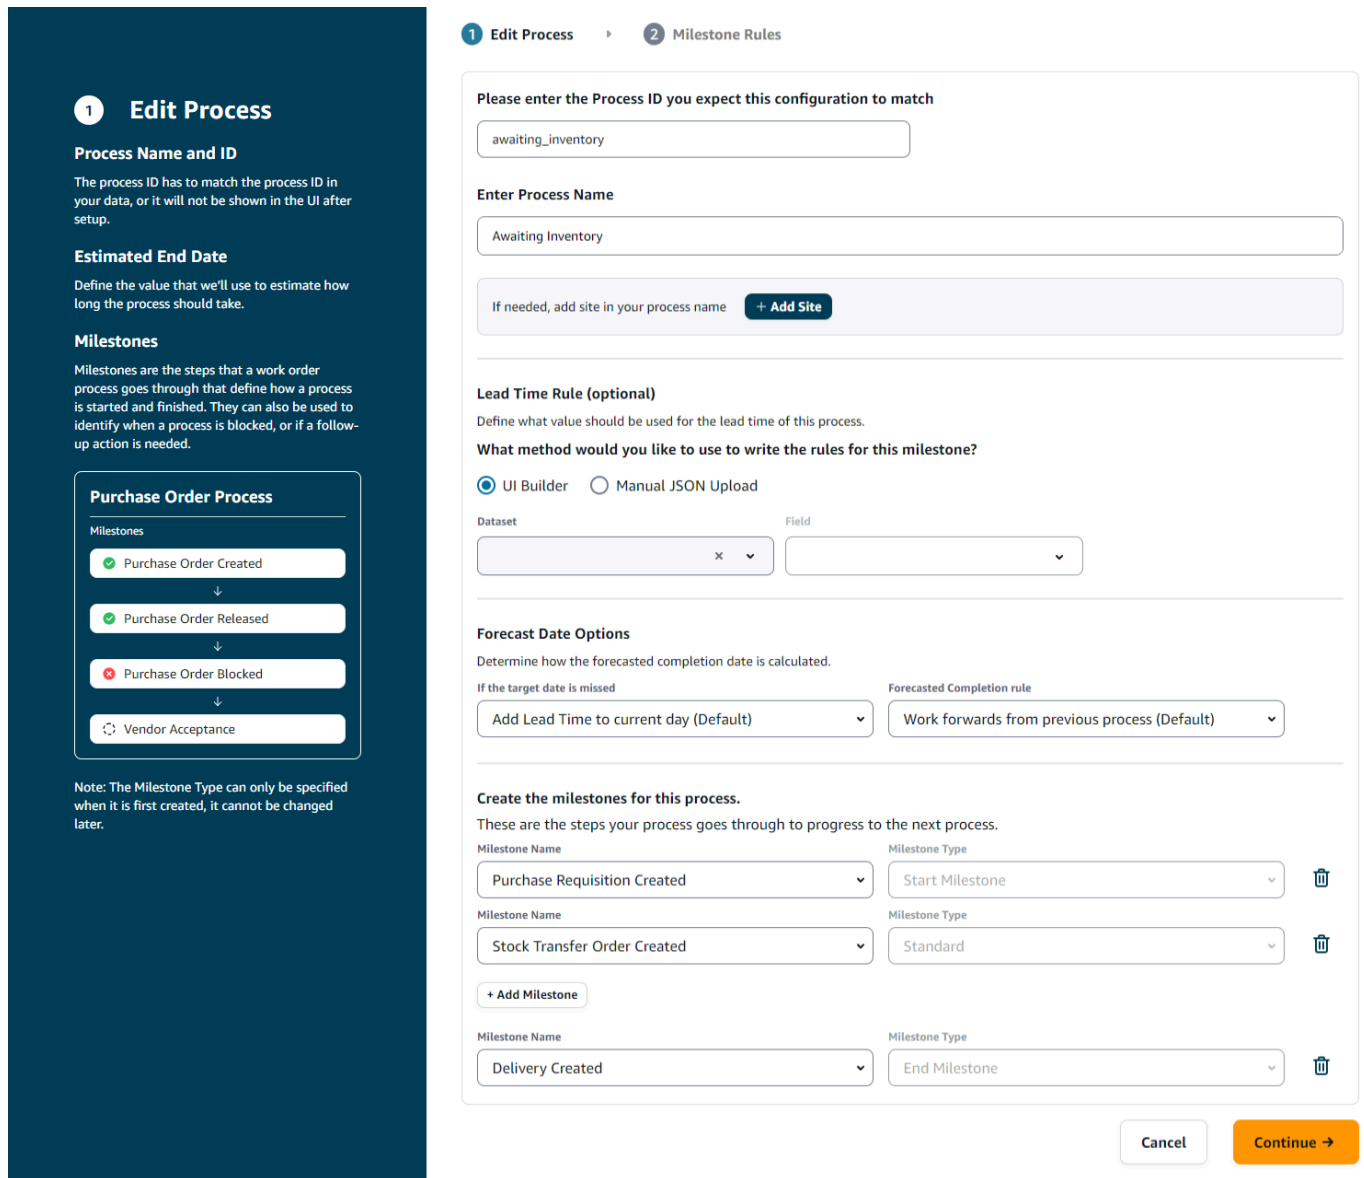 1 Edit Process
Process Name and ID
The process ID has to match the process ID in
your data, or it will not be shown in the UI after
setup.
Estimated End Date
Define the value that we'll use to estimate how
long the process should take.
Milestones
Milestones are the steps that a work order
process goes through that define how a process
is started and finished. They can also be used to
identify when a process is blocked, or if a follow-
up action is needed.
Purchase Order Process
Milestones
Purchase Order Created
Purchase Order Released
Purchase Order Blocked
Vendor Acceptance
Note: The Milestone Type can only be specified
when it is first created, it cannot be changed
later.
1 Edit Process 2 Milestone Rules
Please enter the Process ID you expect this configuration to match
awaiting_inventory
Enter Process Name
Awaiting Inventory
If needed, add site in your process name + Add Site
Lead Time Rule (optional)
Define what value should be used for the lead time of this process.
What method would you like to use to write the rules for this milestone?
UI Builder Manual JSON Upload
Dataset Field
Forecast Date Options
Determine how the forecasted completion date is calculated.
If the target date is missed Forecasted Completion rule
Add Lead Time to current day (Default) Work forwards from previous process (Default)
Create the milestones for this process.
These are the steps your process goes through to progress to the next process.
Milestone Name Milestone Type
Purchase Requisition Created Start Milestone
Milestone Name Milestone Type
Stock Transfer Order Created Standard
+ Add Milestone
Milestone Name Milestone Type
Delivery Created End Milestone
Cancel Continue →